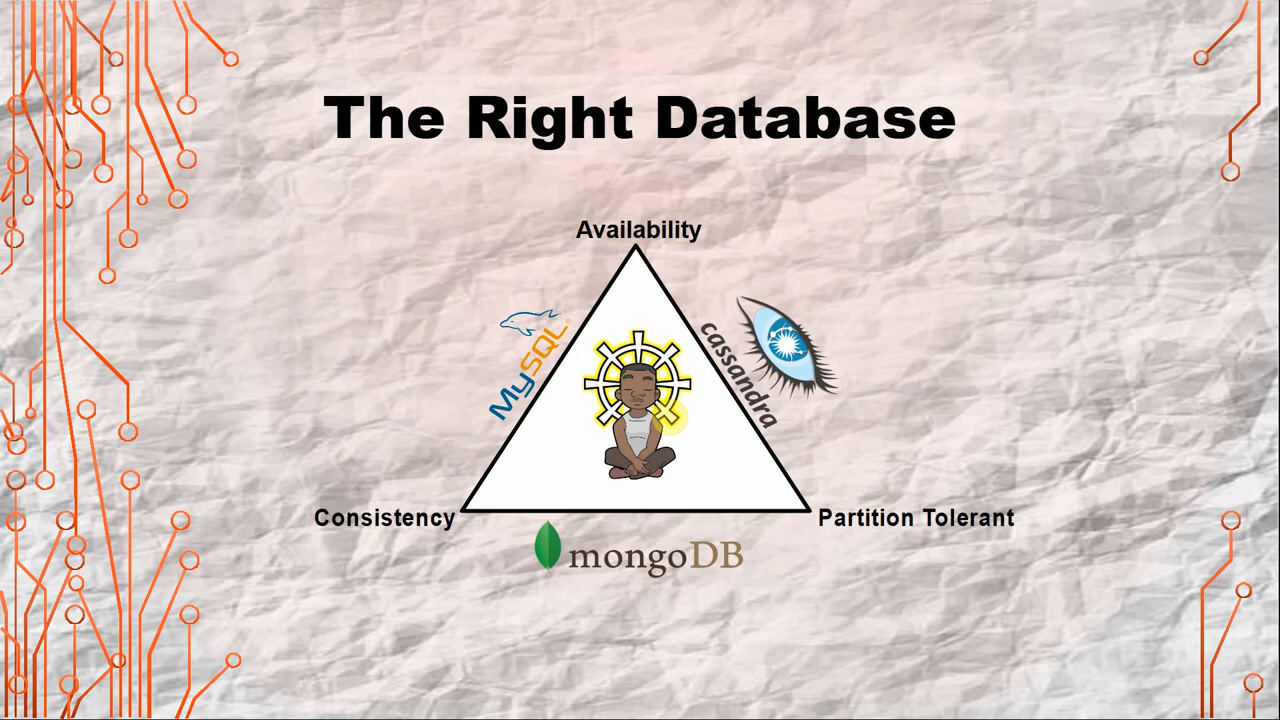 The Right Database
Availability
MySQL
cassandra
Consistency
Partition Tolerant
mongoDB